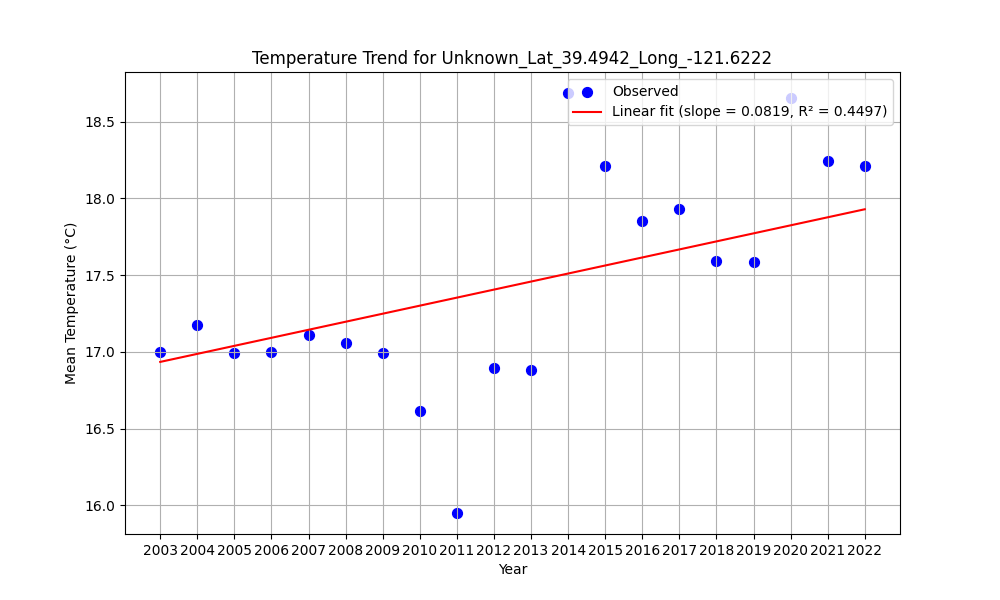 Temperature Trend for Unknown_Lat_39.4942_Long_-121.6222
Observed
Linear fit (slope = 0.0819, R² = 0.4497)
Mean Temperature (°C)
18.5
18.0
17.5
17.0
16.5
16.0
2003 2004 2005 2006 2007 2008 2009 2010 2011 2012 2013 2014 2015 2016 2017 2018 2019 2020 2021 2022
Year